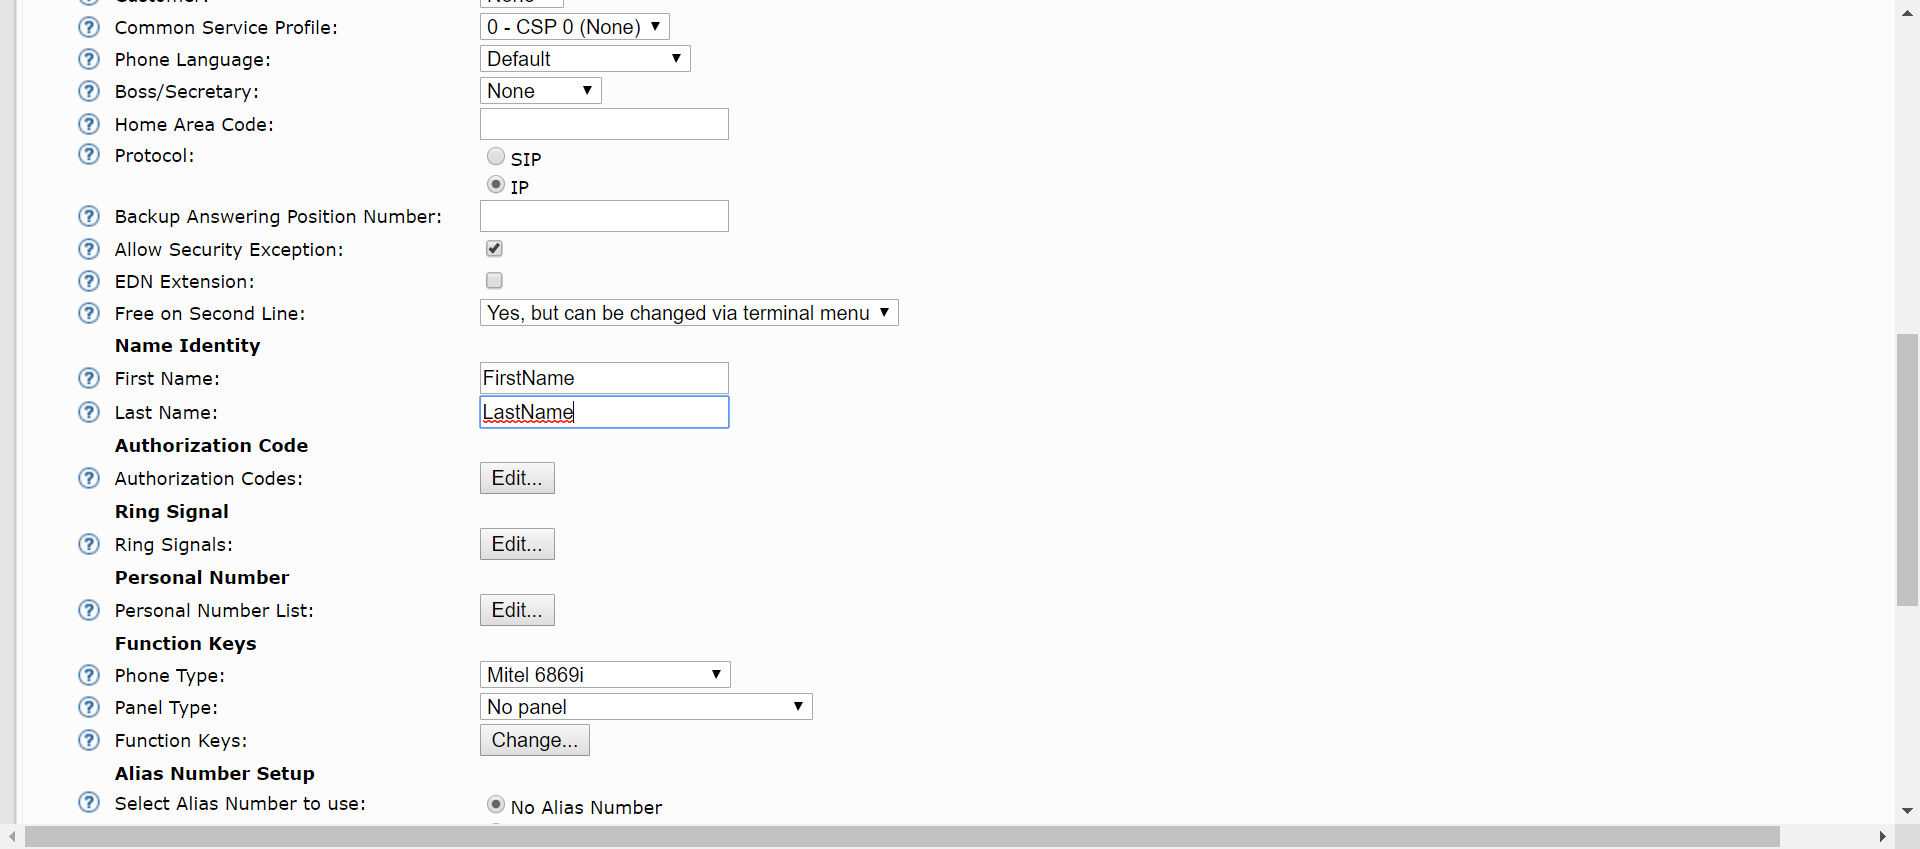 Common Service Profile: 0 - CSP 0 (None)
Phone Language: Default
Boss/Secretary: None
Home Area Code:
Protocol: SIP
IP
Backup Answering Position Number:
Allow Security Exception:
EDN Extension:
Free on Second Line: Yes, but can be changed via terminal menu
Name Identity
First Name: FirstName
Last Name: LastName
Authorization Code
Authorization Codes: Edit...
Ring Signal
Ring Signals: Edit...
Personal Number
Personal Number List: Edit...
Function Keys
Phone Type: Mitel 6869i
Panel Type: No panel
Function Keys: Change...
Alias Number Setup
Select Alias Number to use: No Alias Number